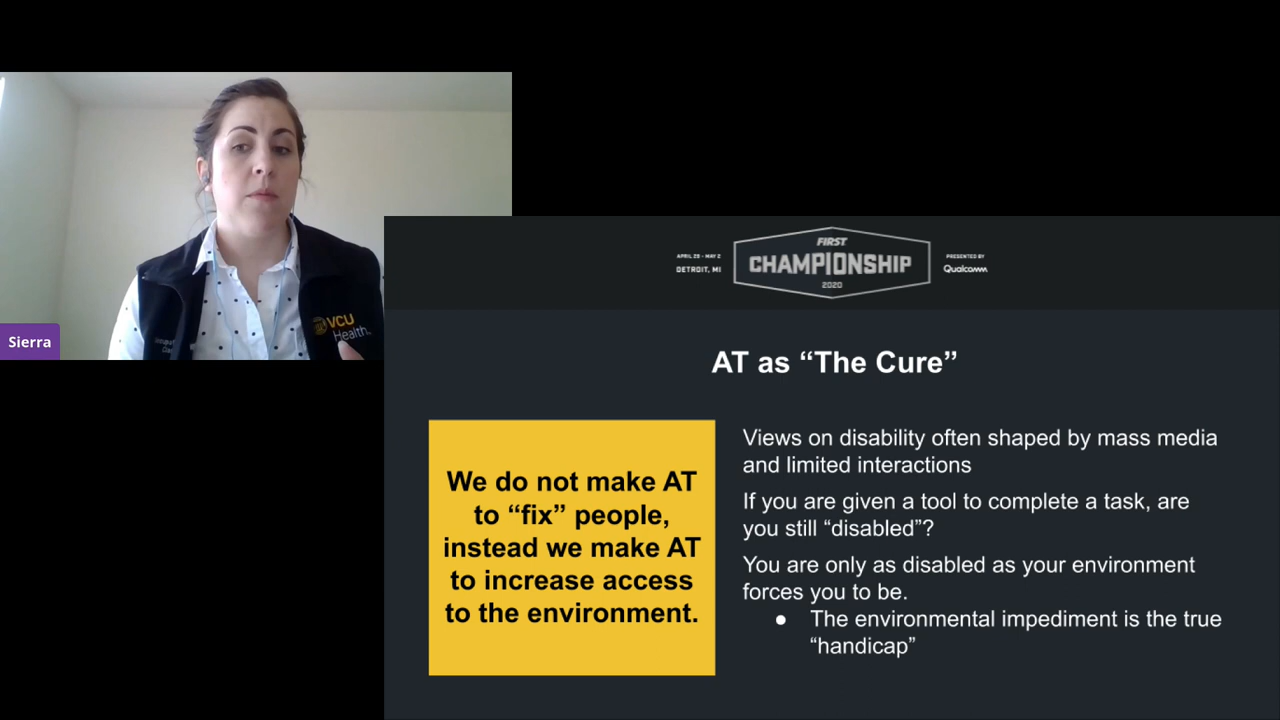 Sierra
VCU
Health.
APRIL 29 - MAY 2
DETROIT, MI
FIRST
CHAMPIONSHIP
2020
PRESENTED BY
Qualcomm
AT as “The Cure”
We do not make AT
to “fix” people,
instead we make AT
to increase access
to the environment.
Views on disability often shaped by mass media
and limited interactions
If you are given a tool to complete a task, are
you still “disabled”?
You are only as disabled as your environment
forces you to be.
● The environmental impediment is the true
“handicap”